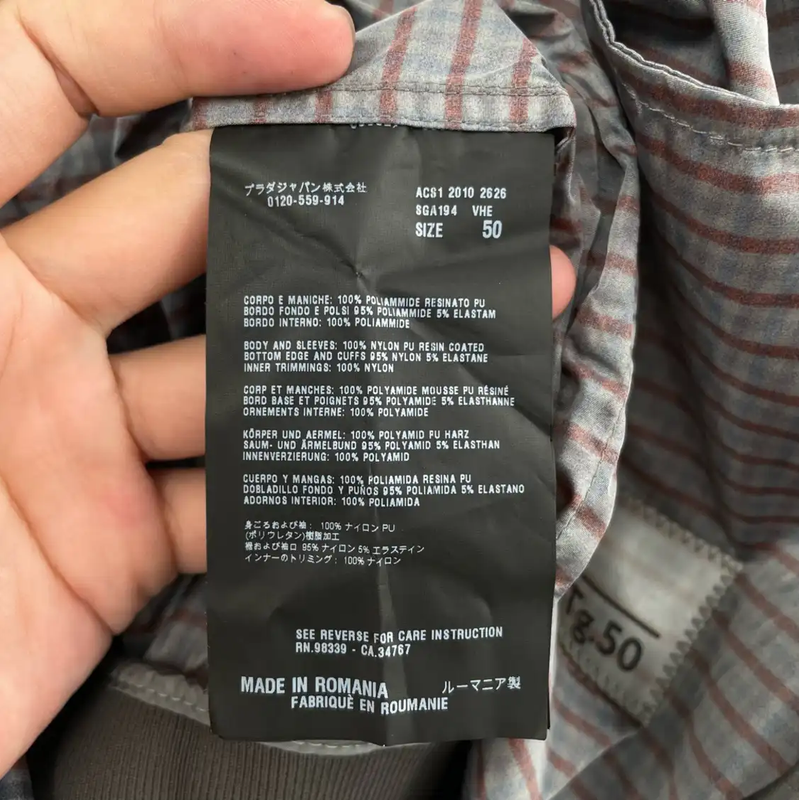 プラダジャパン株式会社
0120-559-914
ACS1 2010 2626
SGA194 VHE
SIZE 50
CORPO E MANICHE: 100% POLIAMMIDE RESINATO PU
BORDO FONDO E POLSI 95% POLIAMMIDE 5% ELASTAM
BORDO INTERNO: 100% POLIAMMIDE
BODY AND SLEEVES: 100% NYLON PU RESIN COATED
BOTTOM EDGE AND CUFFS 95% NYLON 5% ELASTANE
INNER TRIMMINGS: 100% NYLON
CORP ET MANCHES: 100% POLYAMIDE MOUSSE PU RÉSINÉ
BORD BASE ET POIGNETS 95% POLYAMIDE 5% ELASTHANNE
ORNEMENTS INTERNE: 100% POLYAMIDE
KÖRPER UND AERMEL: 100% POLYAMID PU HARZ
SAUM- UND ÄRMELBUND 95% POLYAMID 5% ELASTHAN
INNENVERZIERUNG: 100% POLYAMID
CUERPO Y MANGAS: 100% POLIAMIDA RESINA PU
DOBLADILLO FONDO Y PUÑOS 95% POLIAMIDA 5% ELASTANO
ADORNOS INTERIOR: 100% POLIAMIDA
身ごろおよび袖: 100% ナイロン PU
(ポリウレタン)樹脂加工
裾および袖口 95% ナイロン 5% エラステイン
インナーのトリミング: 100% ナイロン
SEE REVERSE FOR CARE INSTRUCTION
RN.98339 - CA.34767
MADE IN ROMANIA ルーマニア製
FABRIQUÈ EN ROUMANIE
Tg.50